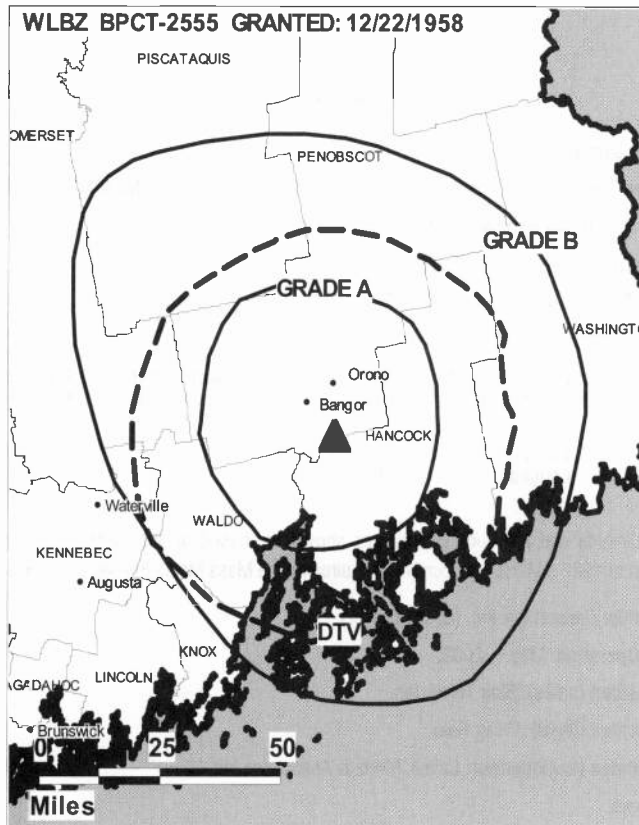 WLBZ BPCT-2555 GRANTED: 12/22/1958
PISCATAQUIS
OMERSET
PENOBSCOT
GRADE B
GRADE A
WASHINGTO
Orono
Bangor
HANCOCK
Waterville
WALDO
KENNEBEC
Augusta
DTV
KNOX
LINCOLN
AGADAHOC
Brunswick
0 25 50
Miles